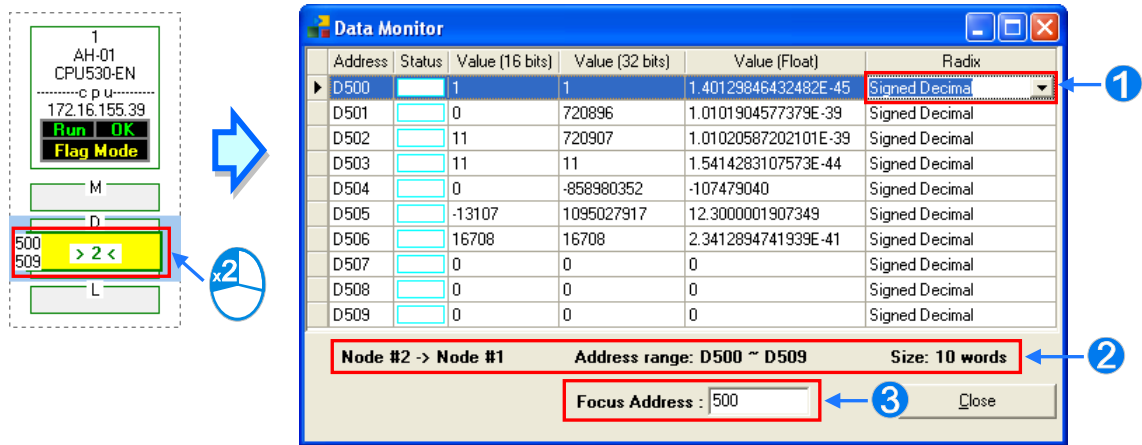 1
AH-01
CPU530-EN
---------c p u--------
172.16.155.39
Run OK
Flag Mode
M
D
500
509
> 2 <
L
x2
Data Monitor
Address Status Value (16 bits) Value (32 bits) Value (Float) Radix
D500 1 1 1.40129846432482E-45 Signed Decimal
D501 0 720896 1.0101904577379E-39 Signed Decimal
D502 11 720907 1.01020587202101E-39 Signed Decimal
D503 11 11 1.5414283107573E-44 Signed Decimal
D504 0 -858980352 -107479040 Signed Decimal
D505 -13107 1095027917 12.3000001907349 Signed Decimal
D506 16708 16708 2.3412894741939E-41 Signed Decimal
D507 0 0 0 Signed Decimal
D508 0 0 0 Signed Decimal
D509 0 0 0 Signed Decimal
1
Node #2 -> Node #1 Address range: D500 ~ D509 Size: 10 words
2
Focus Address : 500
3
Close